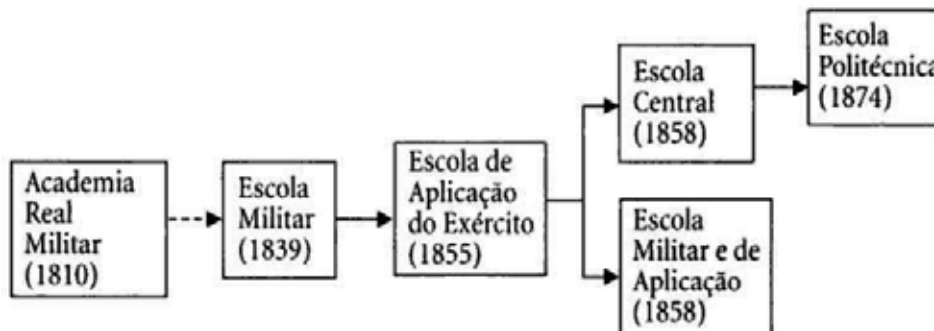 Academia
Real
Militar
(1810)
Escola
Militar
(1839)
Escola de
Aplicação
do Exército
(1855)
Escola
Central
(1858)
Escola
Politécnica
(1874)
Escola
Militar e de
Aplicação
(1858)